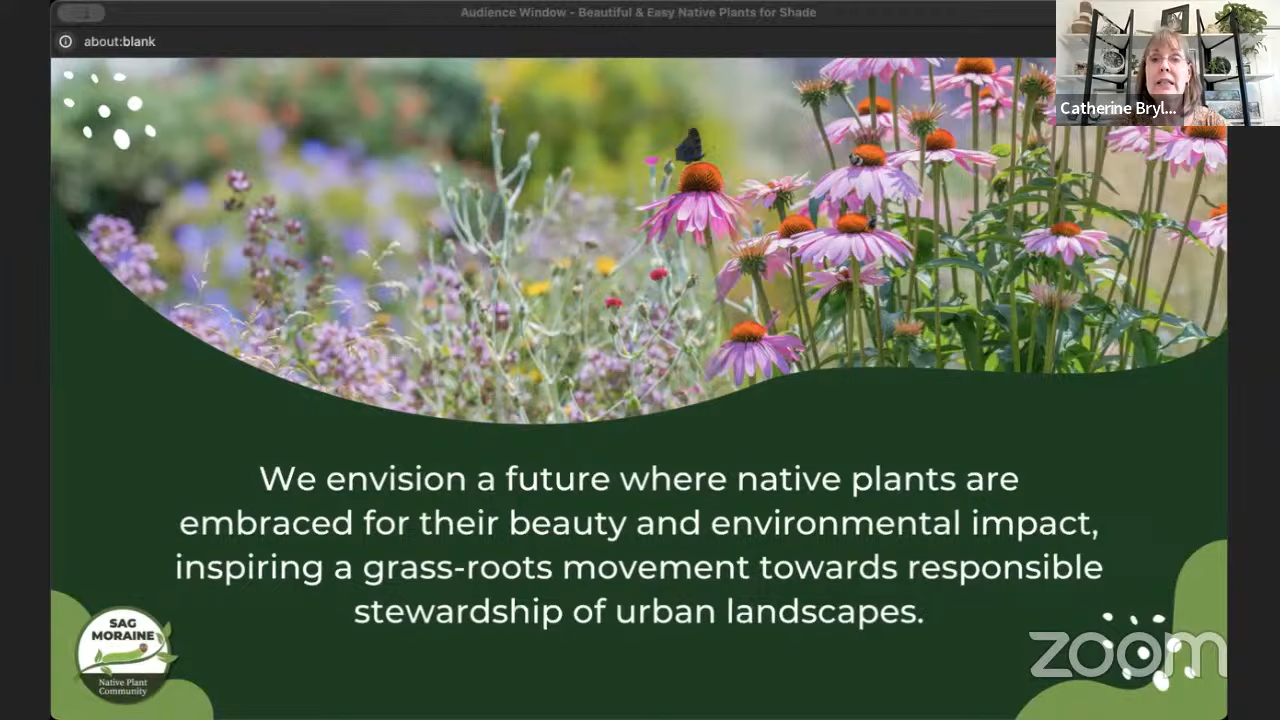 Audience Window - Beautiful & Easy Native Plants for Shade
about:blank
Catherine Bryl...
We envision a future where native plants are
embraced for their beauty and environmental impact,
inspiring a grass-roots movement towards responsible
stewardship of urban landscapes.
SAG
MORAINE
Native Plant
Community
zoom